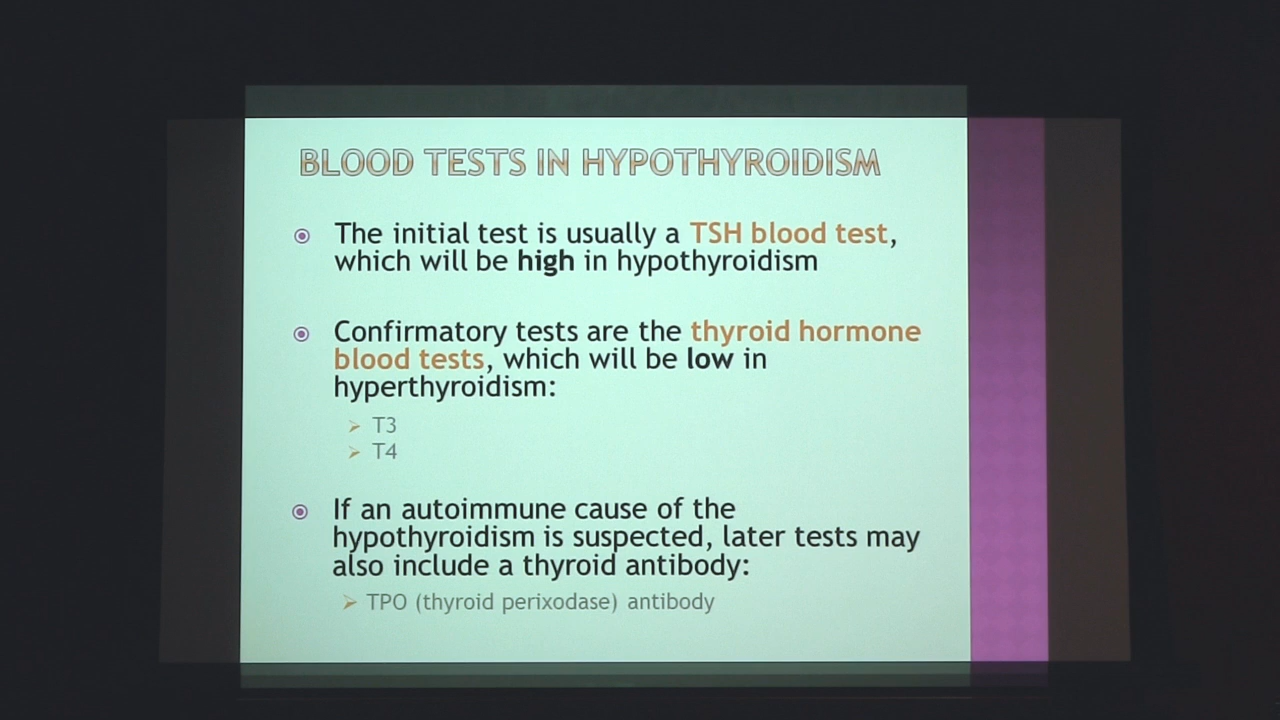 BLOOD TESTS IN HYPOTHYROIDISM
The initial test is usually a TSH blood test,
which will be high in hypothyroidism
Confirmatory tests are the thyroid hormone
blood tests, which will be low in
hyperthyroidism:
T3
T4
If an autoimmune cause of the
hypothyroidism is suspected, later tests may
also include a thyroid antibody:
TPO (thyroid perixodase) antibody